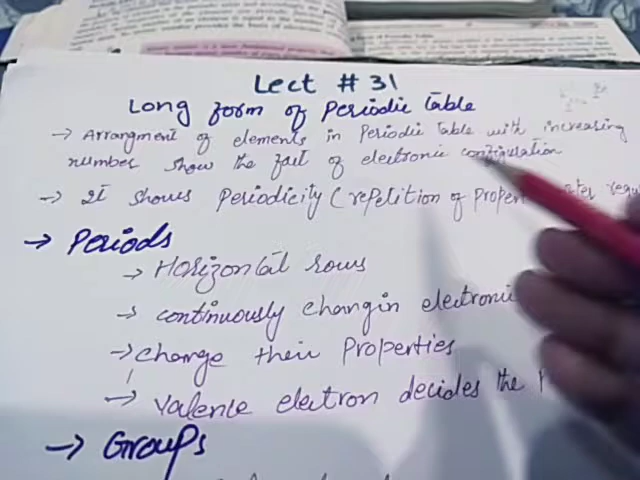 Lect # 31
Long form of Periodic Table
→ Arrangment of elements in Periodic Table with increasing
number show the fact of electronic configuration
→ It shows Periodicity (repetition of
→ Periods
→ Horizontal rows
→ continuously changin electronic
→ change their Properties
→ valence electron decides the
→ Groups